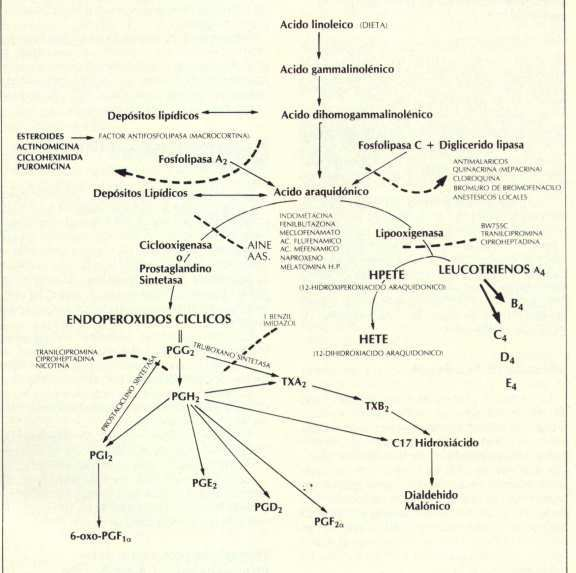 Acido linoleico (DIETA)
Acido gammalinolénico
Depósitos lipídicos
Acido dihomogammalinolénico
ESTEROIDES
ACTINOMICINA
CICLOHEXIMIDA
PUROMICINA
FACTOR ANTIFOSFOLIPASA (MACROCORTINA)
Fosfolipasa A2
Fosfolipasa C + Diglicerido lipasa
ANTIMALARICOS
QUINACRINA (MEPACRINA)
CLOROQUINA
BROMURO DE BROMOFENACILO
ANESTESICOS LOCALES
Depósitos Lipídicos
Acido araquidónico
Ciclooxigenasa
o
Prostaglandino
Sintetasa
AINE
AAS.
INDOMETACINA
FENILBUTAZONA
MECLOFENAMATO
AC. FLUFENAMICO
AC. MEFENAMICO
NAPROXENO
MELATOMINA H.P
Lipooxigenasa
BW755C
TRANILCIPROMINA
CIPROHEPTADINA
HPETE
(12-HIDROXIPEROXIACIDO ARAQUIDONICO)
LEUCOTRIENOS A4
B4
C4
D4
E4
HETE
(12-DIHIDROXIACIDO ARAQUIDONICO)
ENDOPEROXIDOS CICLICOS
1 BENZIL
IMIDAZOL
PGG2
TRUBOXANO SINTETASA
TRANILCIPROMINA
CIPROHEPTADINA
NICOTINA
PROSTACICLINO SINTETASA
PGH2
TXA2
TXB2
C17 Hidroxiácido
PGI2
PGE2
PGD2
PGF2α
Dialdehido
Malónico
6-oxo-PGF1α